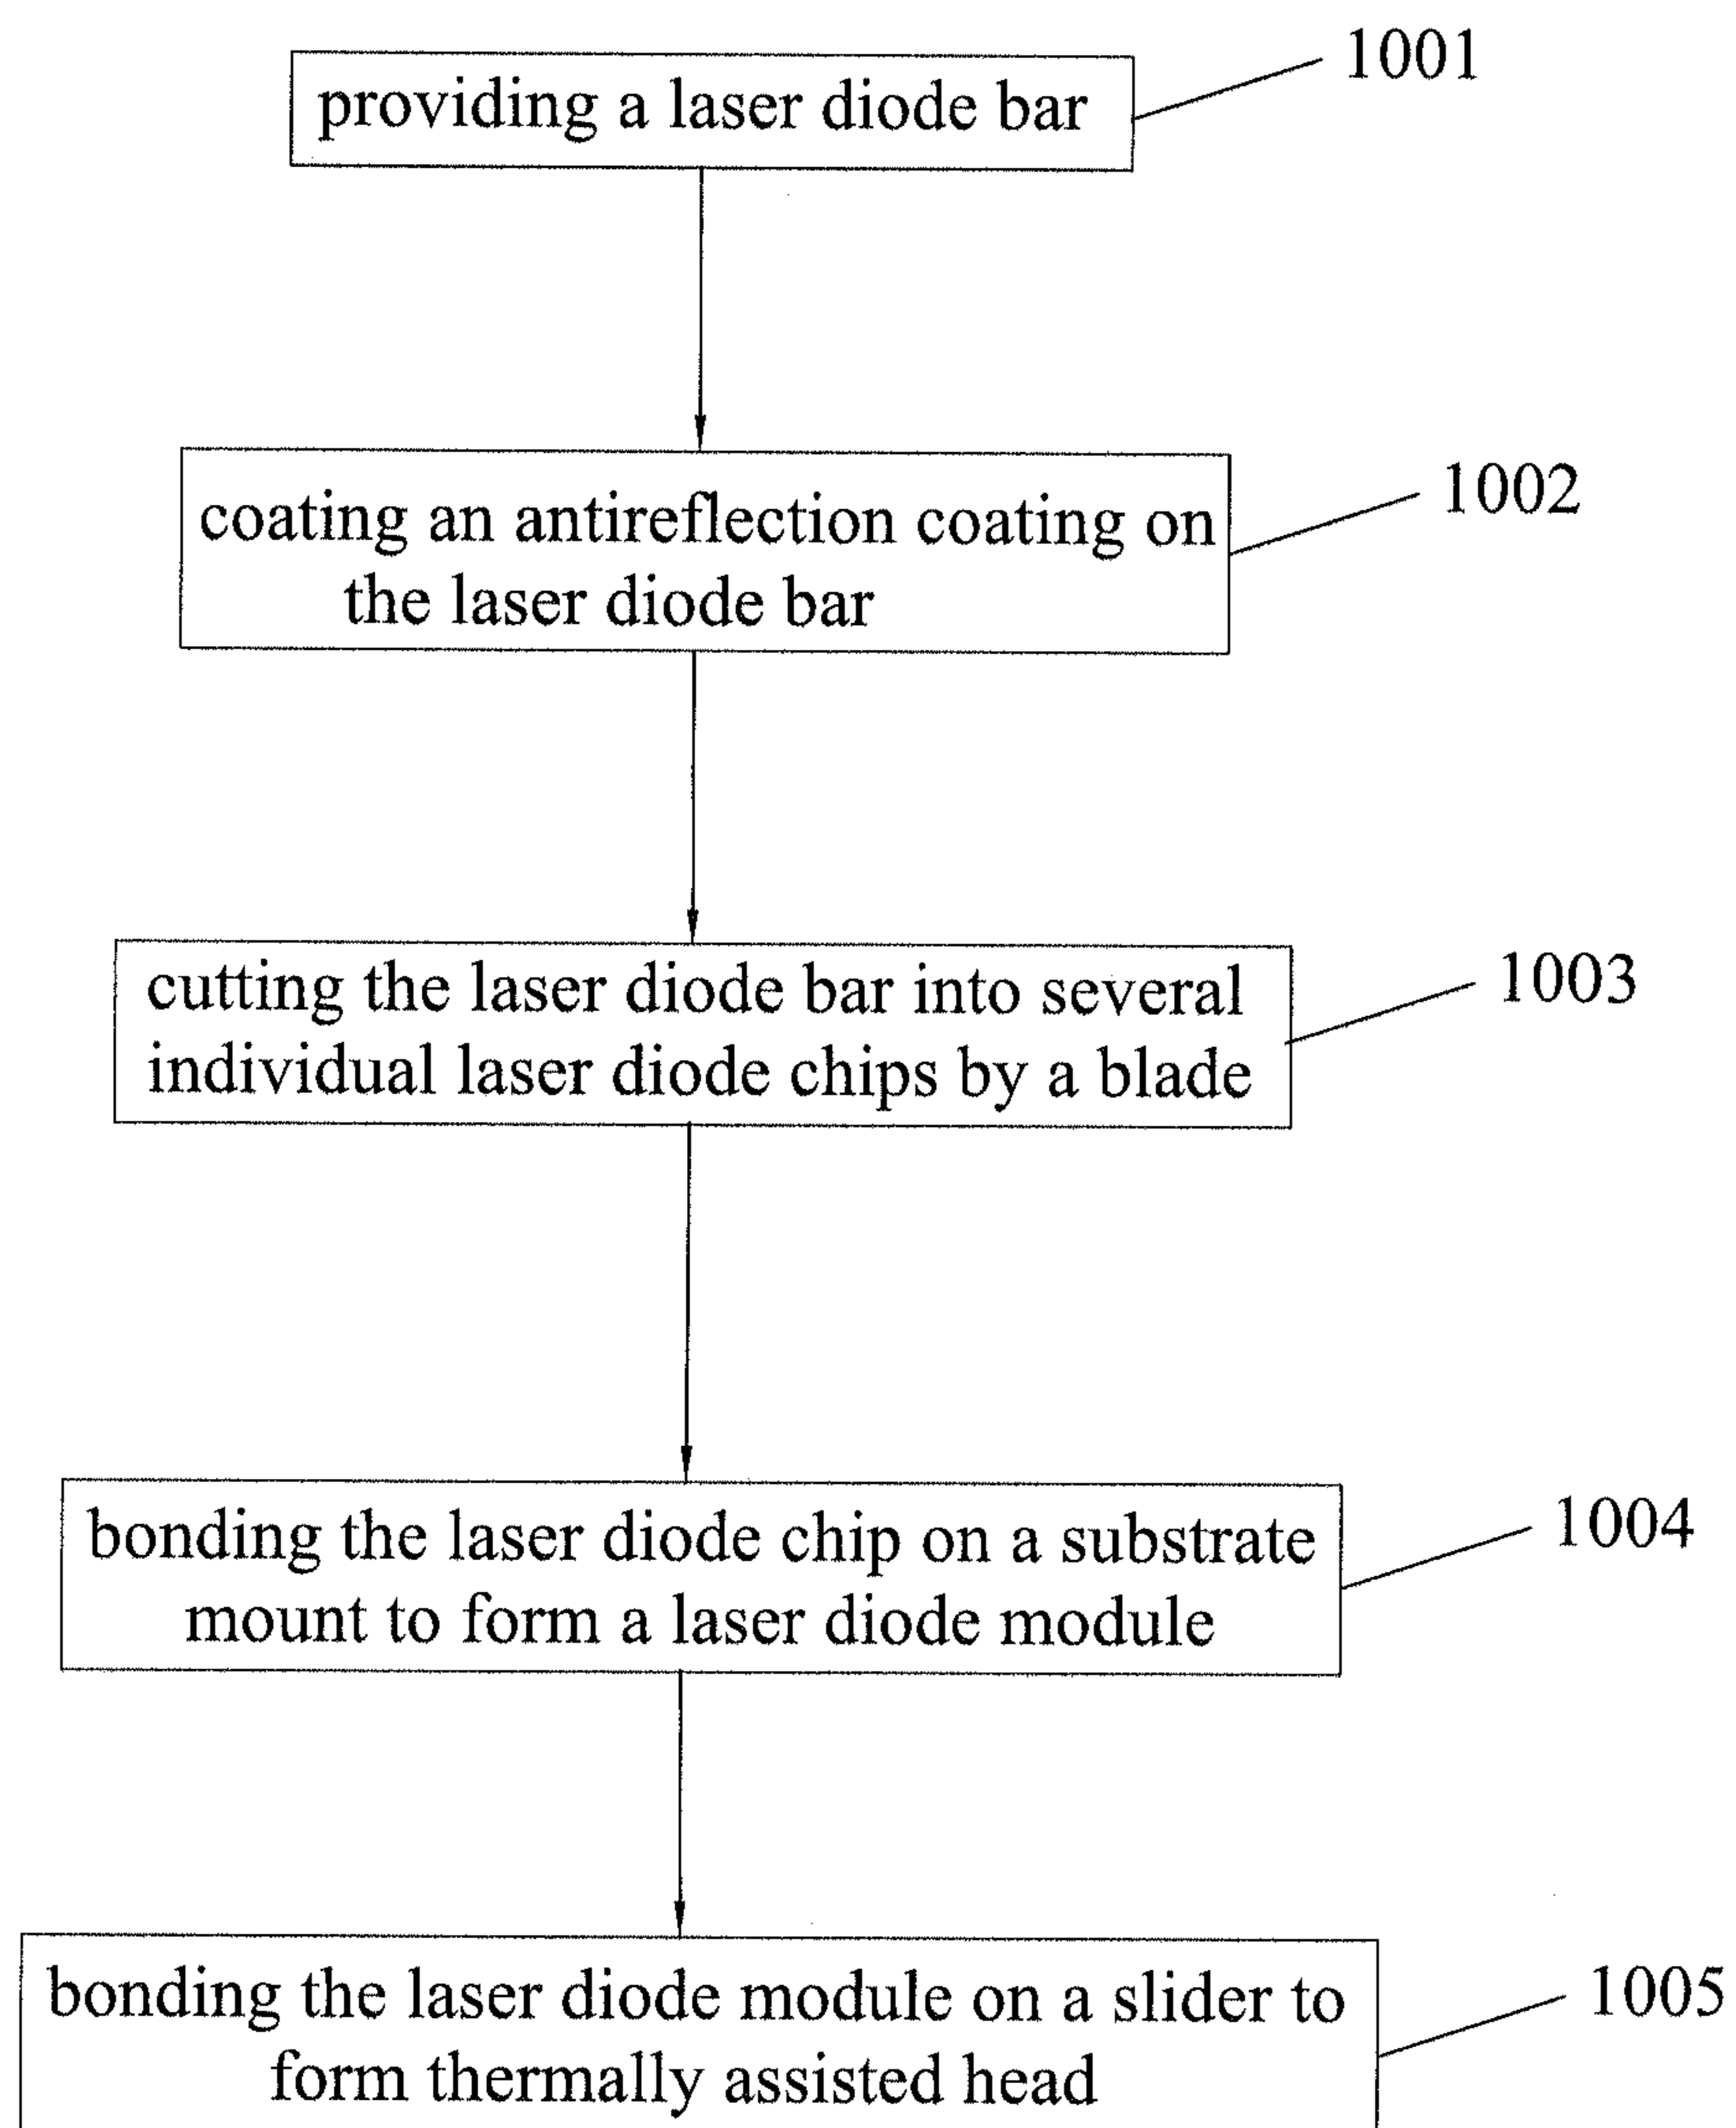 providing a laser diode bar
1001
coating an antireflection coating on
the laser diode bar
1002
cutting the laser diode bar into several
individual laser diode chips by a blade
1003
bonding the laser diode chip on a substrate
mount to form a laser diode module
1004
bonding the laser diode module on a slider to
form thermally assisted head
1005